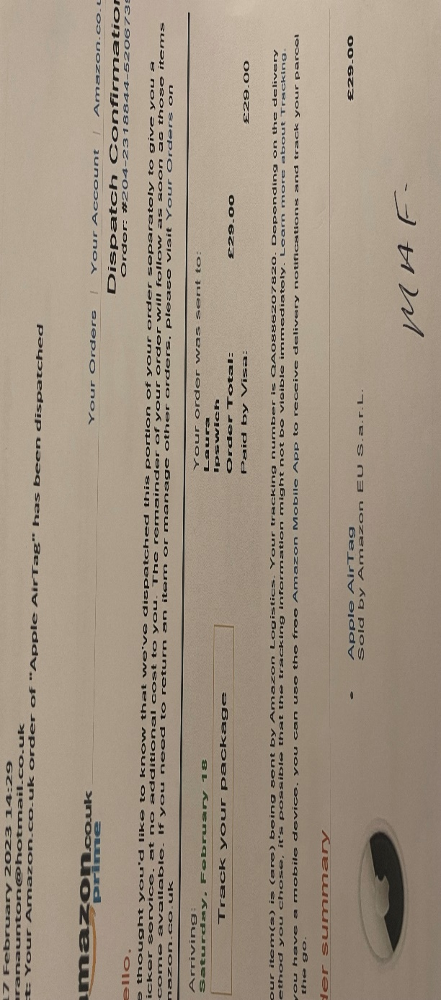 7 February 2023 14:29
ranaunton@hotmail.co.uk
t: Your Amazon.co.uk order of "Apple AirTag" has been dispatched
amazon.co.uk
prime
Your Orders | Your Account | Amazon.co.u
Dispatch Confirmation
Order: #204-2318844-5206739
ello,
e thought you'd like to know that we've dispatched this portion of your order separately to give you a
icker service, at no additional cost to you. The remainder of your order will follow as soon as those items
come available. If you need to return an item or manage other orders, please visit Your Orders on
mazon.co.uk
Arriving:
Saturday, February 18
Track your package
Your order was sent to:
Laura
Ipswich
Order Total: £29.00
Paid by Visa: £29.00
our item(s) is (are) being sent by Amazon Logistics. Your tracking number is QA0886207820. Depending on the delivery
ethod you chose, it's possible that the tracking information might not be visible immediately. Learn more about Tracking.
you have a mobile device, you can use the free Amazon Mobile App to receive delivery notifications and track your parcel
the go.
der summary
• Apple AirTag £29.00
Sold by Amazon EU S.a.r.L.